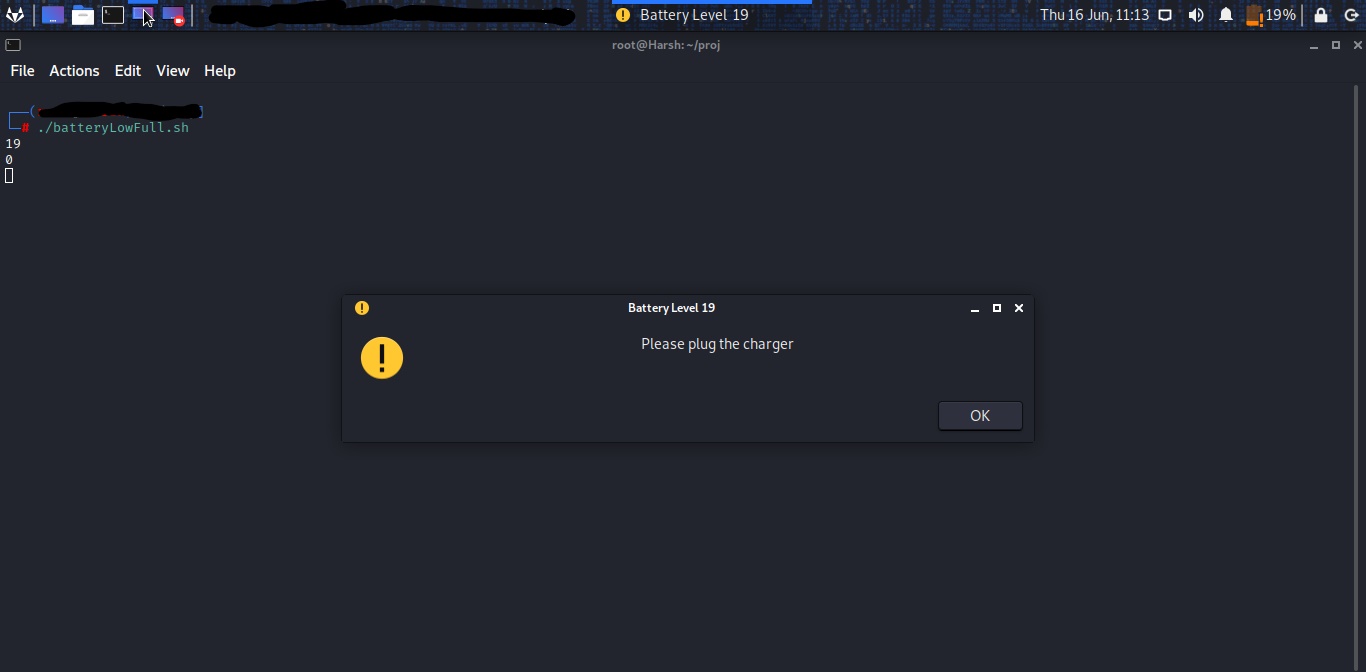 Battery Level 19
Thu 16 Jun, 11:13
19%
root@Harsh: ~/proj
File Actions Edit View Help
# ./batteryLowFull.sh
19
0
Battery Level 19
Please plug the charger
OK